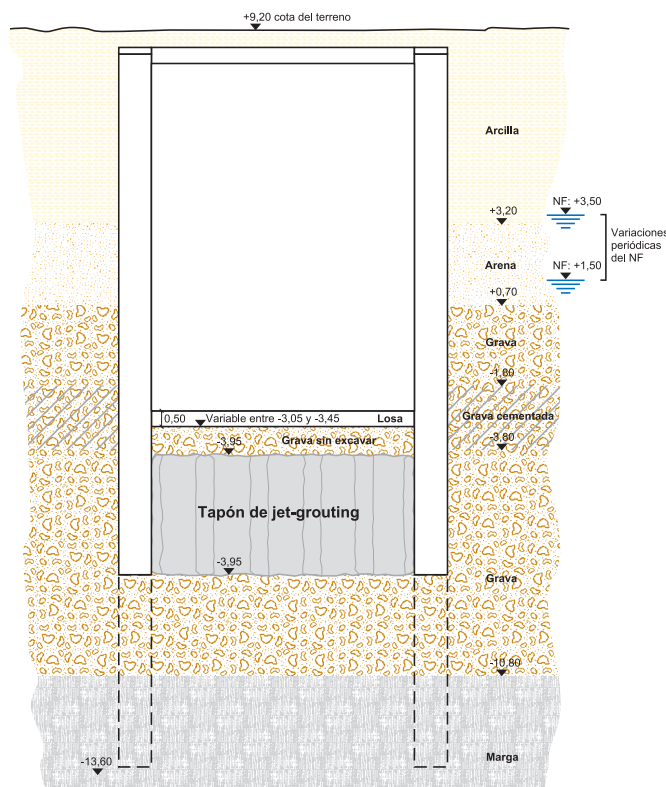 +9,20 cota del terreno
Arcilla
NF: +3,50
+3,20
Variaciones
periódicas
del NF
Arena
NF: +1,50
+0,70
Grava
-1,60
0,50 Variable entre -3,05 y -3,45 Losa
Grava cementada
Grava sin excavar
-3,95
-3,60
Tapón de jet-grouting
-3,95
Grava
-10,80
Marga
-13,60